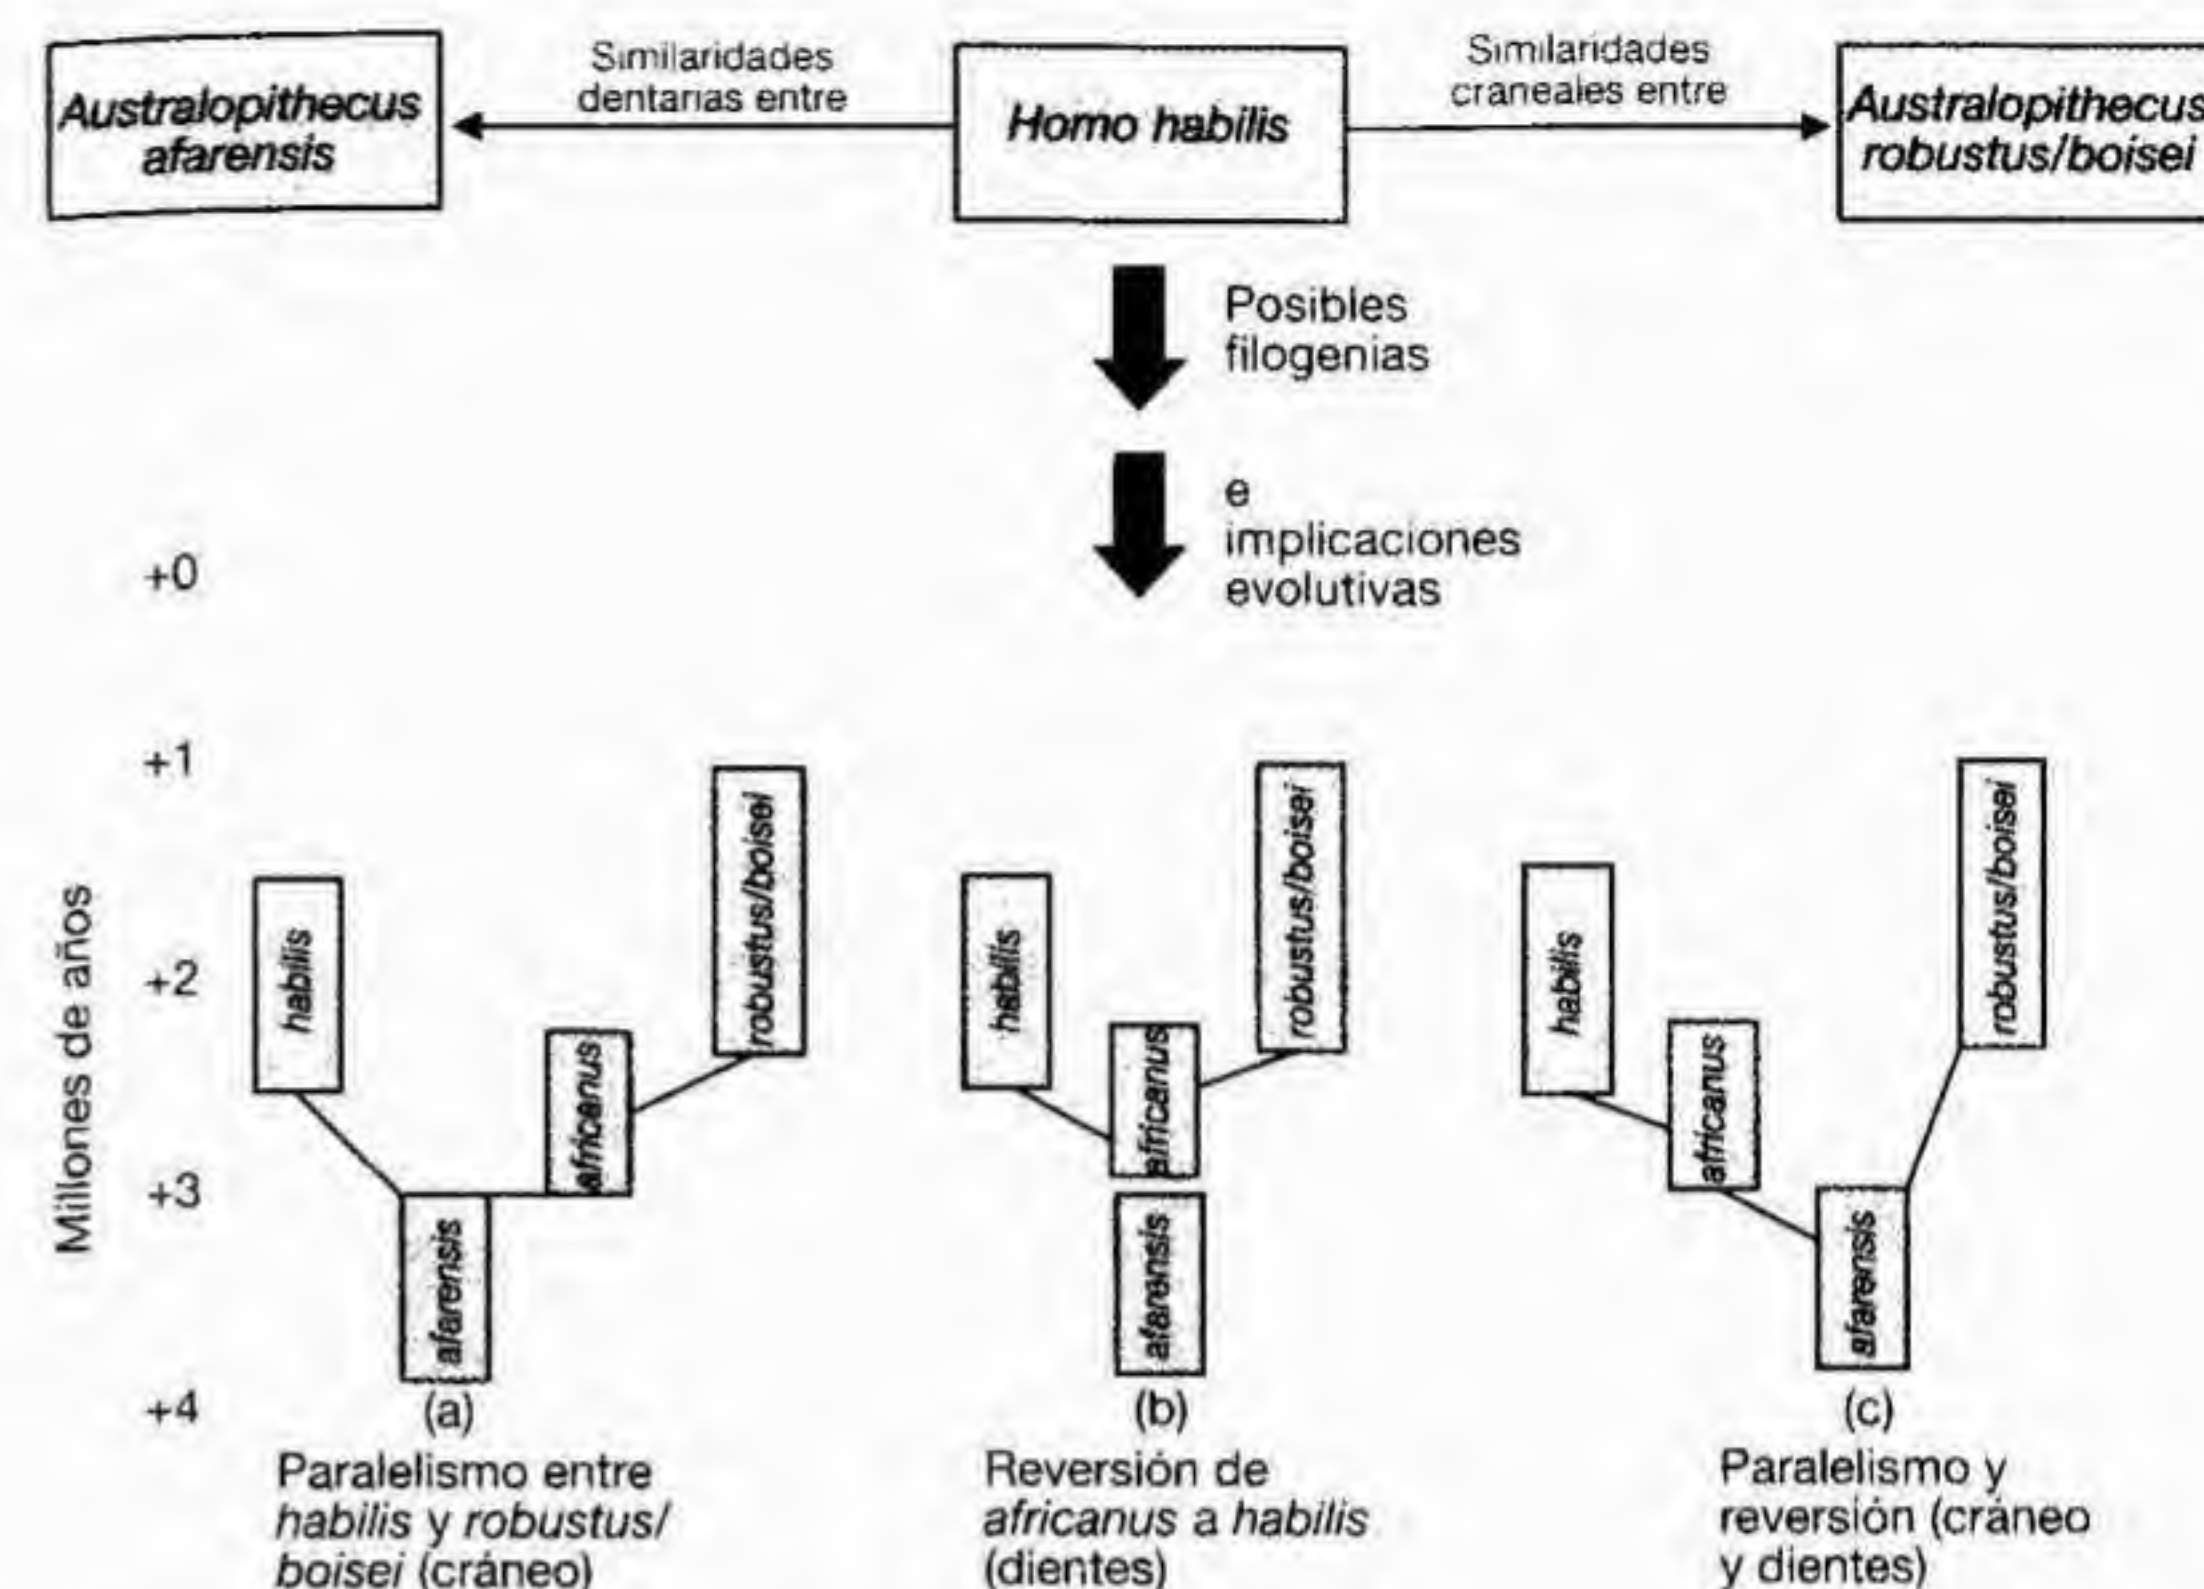 Australopithecus
afarensis
Similaridades
dentarias entre
Homo habilis
Similaridades
craneales entre
Australopithecus
robustus/boisei
Posibles
filogenias
e
implicaciones
evolutivas
Millones de años
+0
+1
+2
+3
+4
habilis
afarensis
africanus
robustus/boisei
habilis
africanus
afarensis
robustus/boisei
habilis
africanus
afarensis
robustus/boisei
(a)
Paralelismo entre
habilis y robustus/
boisei (cráneo)
(b)
Reversión de
africanus a habilis
(dientes)
(c)
Paralelismo y
reversión (cráneo
y dientes)